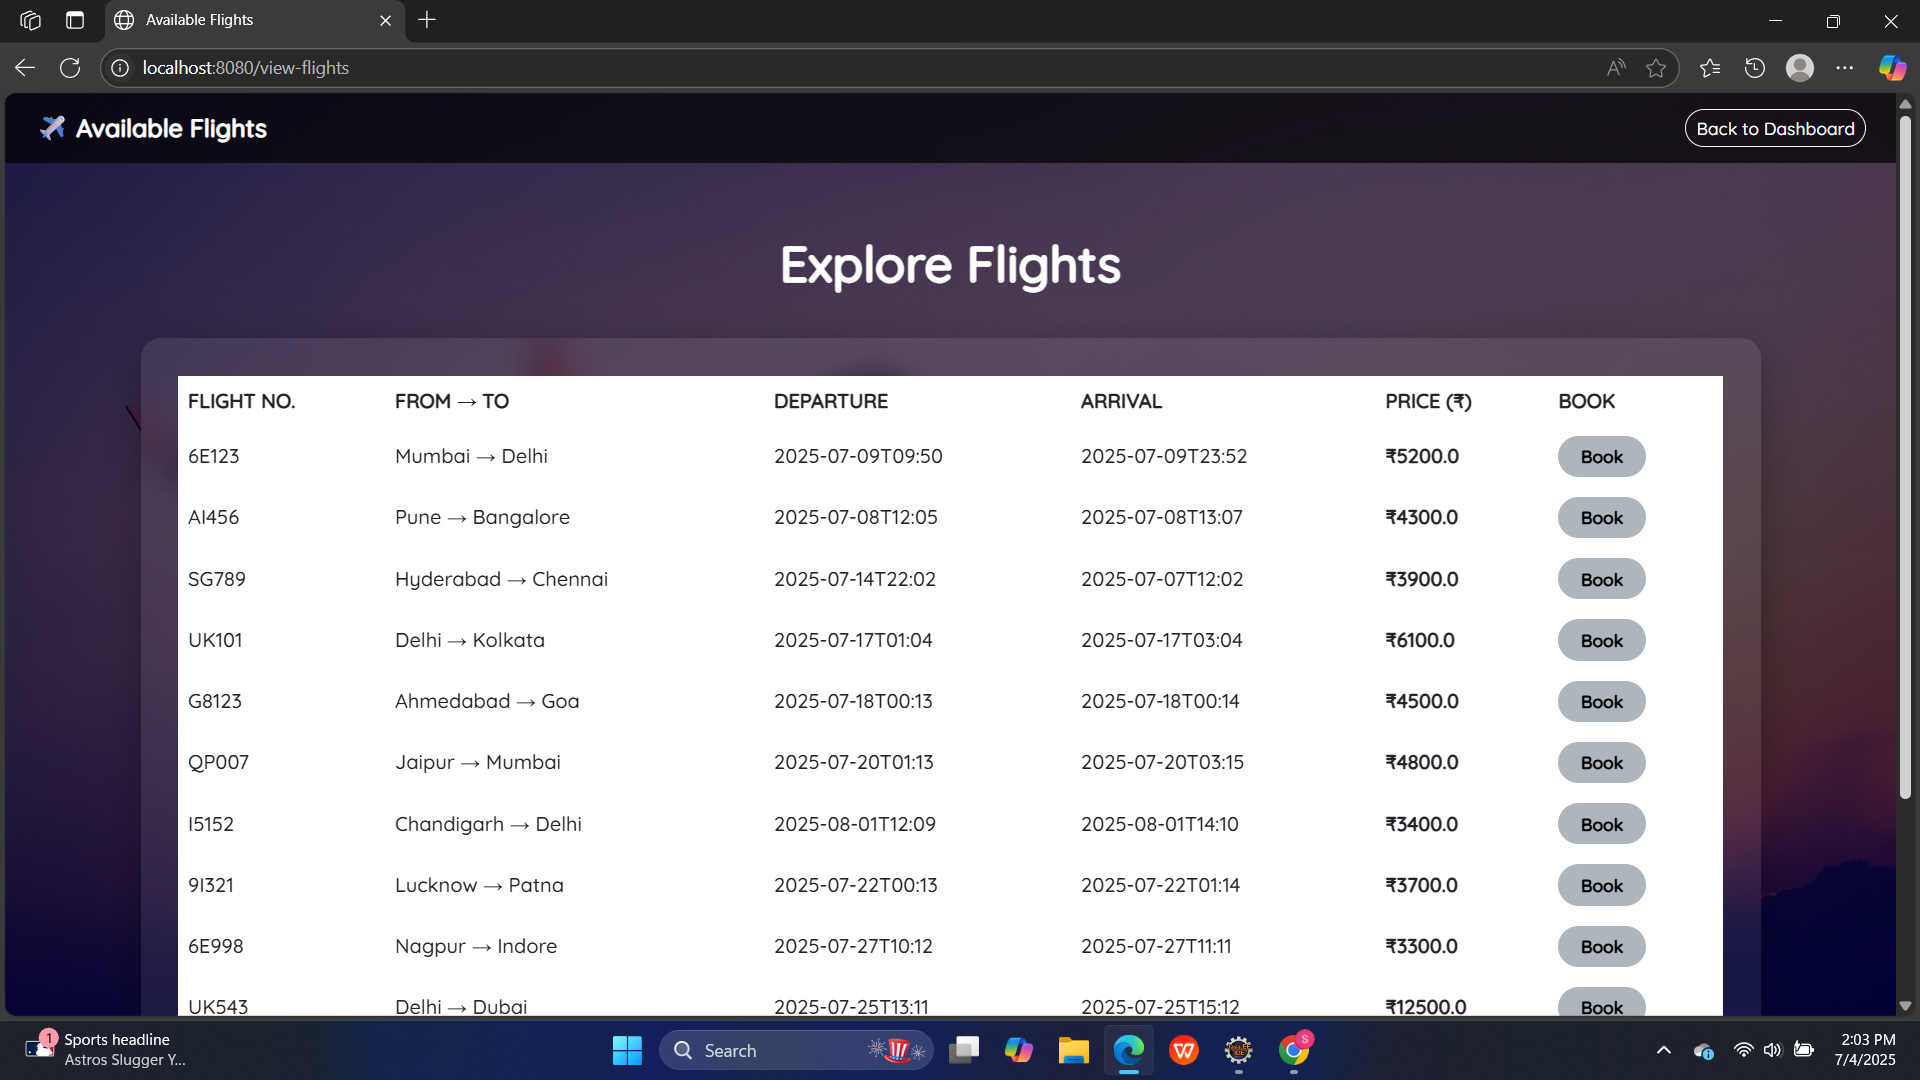 Available Flights
localhost:8080/view-flights
Available Flights
Back to Dashboard
Explore Flights
FLIGHT NO. FROM → TO DEPARTURE ARRIVAL PRICE (₹) BOOK
6E123 Mumbai → Delhi 2025-07-09T09:50 2025-07-09T23:52 ₹5200.0 Book
AI456 Pune → Bangalore 2025-07-08T12:05 2025-07-08T13:07 ₹4300.0 Book
SG789 Hyderabad → Chennai 2025-07-14T22:02 2025-07-07T12:02 ₹3900.0 Book
UK101 Delhi → Kolkata 2025-07-17T01:04 2025-07-17T03:04 ₹6100.0 Book
G8123 Ahmedabad → Goa 2025-07-18T00:13 2025-07-18T00:14 ₹4500.0 Book
QP007 Jaipur → Mumbai 2025-07-20T01:13 2025-07-20T03:15 ₹4800.0 Book
I5152 Chandigarh → Delhi 2025-08-01T12:09 2025-08-01T14:10 ₹3400.0 Book
9I321 Lucknow → Patna 2025-07-22T00:13 2025-07-22T01:14 ₹3700.0 Book
6E998 Nagpur → Indore 2025-07-27T10:12 2025-07-27T11:11 ₹3300.0 Book
UK543 Delhi → Dubai 2025-07-25T13:11 2025-07-25T15:12 ₹12500.0 Book
1
Sports headline
Astros Slugger Y...
Search
W
S
2:03 PM
7/4/2025